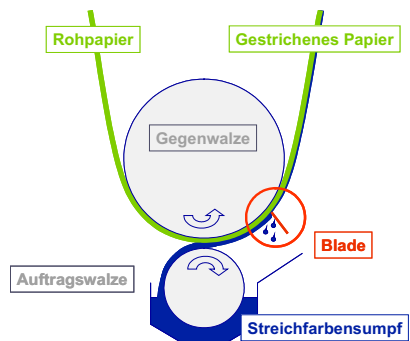 Rohpapier
Gestrichenes Papier
Gegenwalze
Blade
Auftragswalze
Streichfarbensumpf